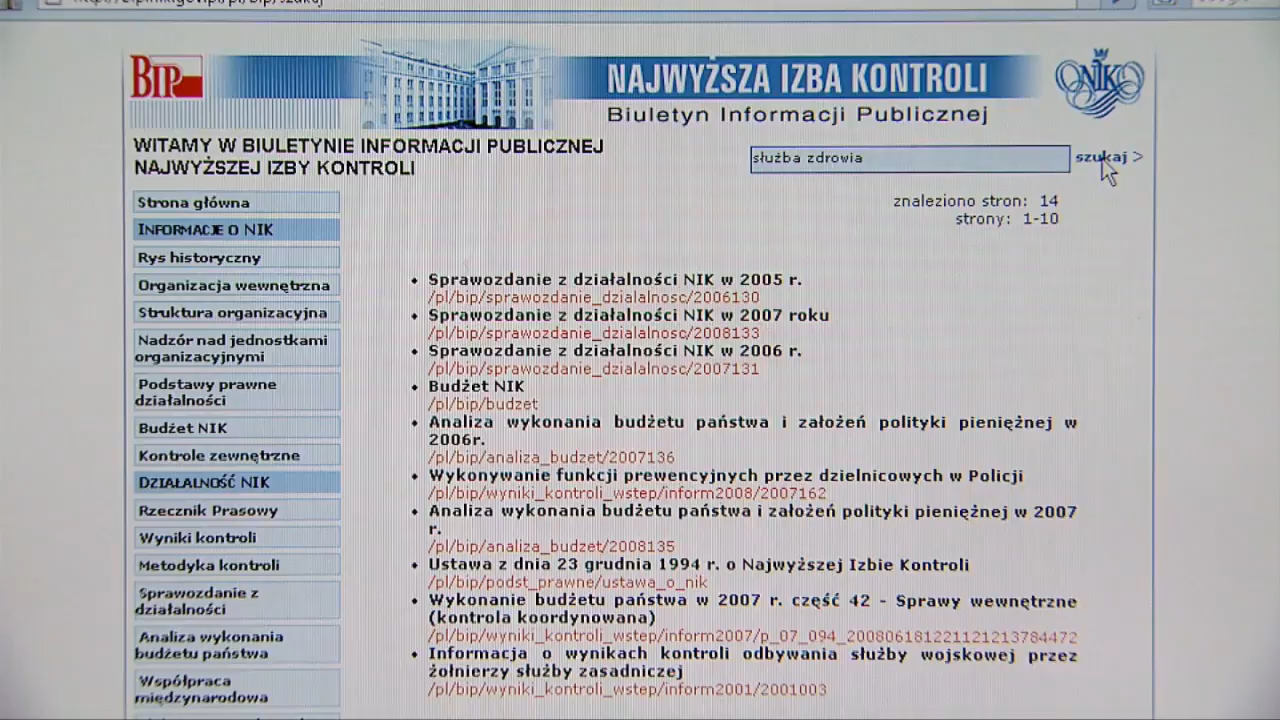 BIP
NAJWYŻSZA IZBA KONTROLI
Biuletyn Informacji Publicznej
NIK
WITAMY W BIULETYNIE INFORMACJI PUBLICZNEJ
NAJWYŻSZEJ IZBY KONTROLI
służba zdrowia
szukaj >
znaleziono stron: 14
strony: 1-10
Strona główna
INFORMACJE O NIK
Rys historyczny
Organizacja wewnętrzna
Struktura organizacyjna
Nadzór nad jednostkami
organizacyjnymi
Podstawy prawne
działalności
Budżet NIK
Kontrole zewnętrzne
DZIAŁALNOŚĆ NIK
Rzecznik Prasowy
Wyniki kontroli
Metodyka kontroli
Sprawozdanie z
działalności
Analiza wykonania
budżetu państwa
Współpraca
międzynarodowa
• Sprawozdanie z działalności NIK w 2005 r.
/pl/bip/sprawozdanie_dzialalnosc/2006130
• Sprawozdanie z działalności NIK w 2007 roku
/pl/bip/sprawozdanie_dzialalnosc/2008133
• Sprawozdanie z działalności NIK w 2006 r.
/pl/bip/sprawozdanie_dzialalnosc/2007131
• Budżet NIK
/pl/bip/budzet
• Analiza wykonania budżetu państwa i założeń polityki pieniężnej w
2006r.
/pl/bip/analiza_budzet/2007136
• Wykonywanie funkcji prewencyjnych przez dzielnicowych w Policji
/pl/bip/wyniki_kontroli_wstep/inform2008/2007162
• Analiza wykonania budżetu państwa i założeń polityki pieniężnej w 2007
r.
/pl/bip/analiza_budzet/2008135
• Ustawa z dnia 23 grudnia 1994 r. o Najwyższej Izbie Kontroli
/pl/bip/podst_prawne/ustawa_o_nik
• Wykonanie budżetu państwa w 2007 r. część 42 - Sprawy wewnętrzne
(kontrola koordynowana)
/pl/bip/wyniki_kontroli_wstep/inform2007/p_07_094_200806181221121213784472
• Informacja o wynikach kontroli odbywania służby wojskowej przez
żołnierzy służby zasadniczej
/pl/bip/wyniki_kontroli_wstep/inform2001/2001003